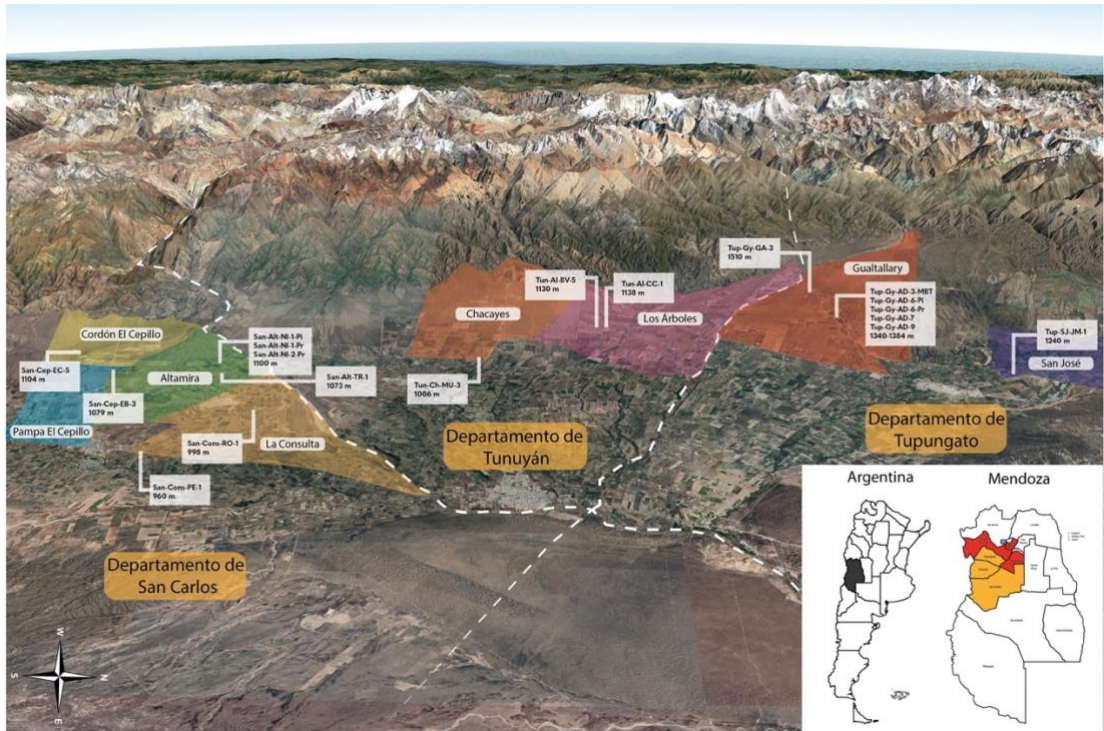 Cordón El Cepillo
San-Cep-EC-5
1104 m
San-Cep-EB-3
1079 m
Pampa El Cepillo
Altamira
San-Alt-NI-1-Pi
San-Alt-NI-1-Pr
San-Alt-NI-2-Pr
1100 m
San-Alt-TR-1
1073 m
San-Cons-RO-1
998 m
La Consulta
San-Cons-PE-1
960 m
Departamento de
San Carlos
Chacayes
Tun-Ch-MU-3
1086 m
Tun-Al-BV-5
1130 m
Tun-Al-CC-1
1138 m
Los Árboles
Departamento de
Tunuyán
Tup-Gy-GA-3
1510 m
Gualtallary
Tup-Gy-AD-3-MBT
Tup-Gy-AD-6-Pi
Tup-Gy-AD-6-Pr
Tup-Gy-AD-7
Tup-Gy-AD-9
1340-1384 m
Tup-SJ-JM-1
1240 m
San José
Departamento de
Tupungato
Argentina
Mendoza
W
S
N
E